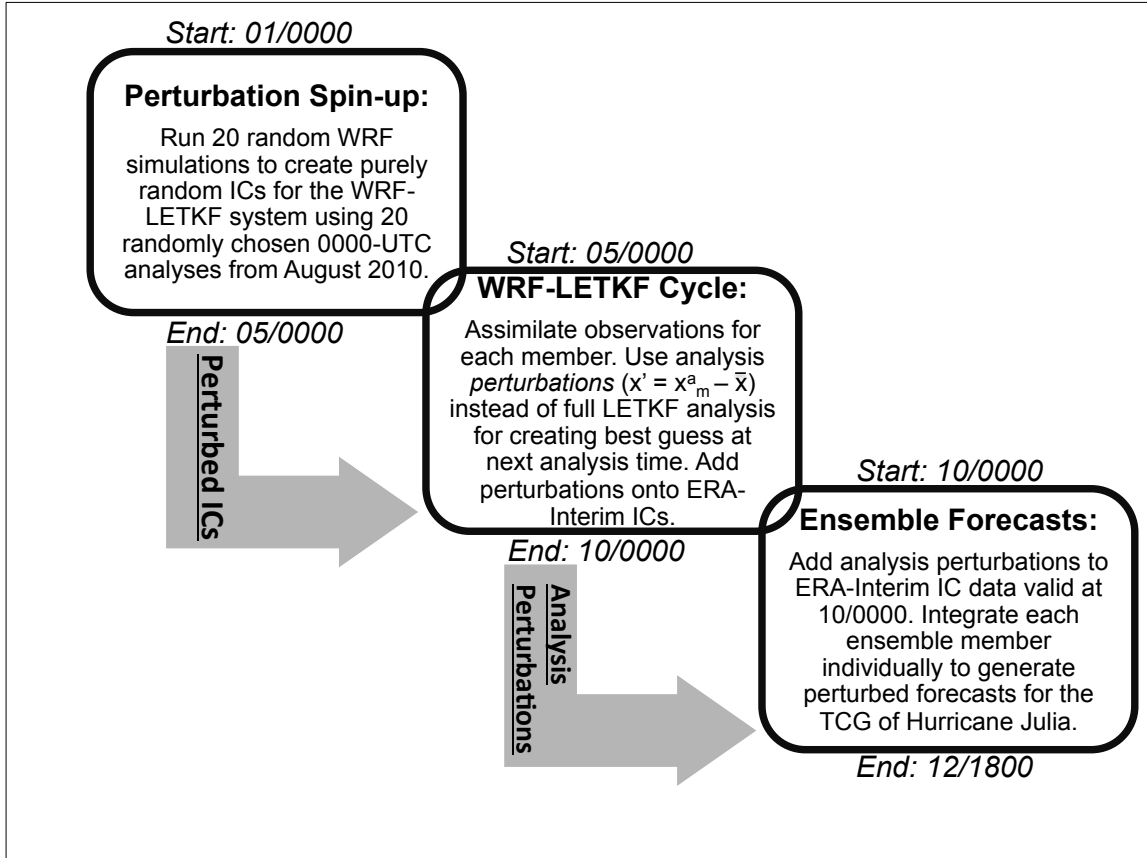 Start: 01/0000
Perturbation Spin-up:
Run 20 random WRF
simulations to create purely
random ICs for the WRF-
LETKF system using 20
randomly chosen 0000-UTC
analyses from August 2010.
End: 05/0000
Perturbed ICs
Start: 05/0000
WRF-LETKF Cycle:
Assimilate observations for
each member. Use analysis
perturbations (x' = xᵃₘ – x̅)
instead of full LETKF analysis
for creating best guess at
next analysis time. Add
perturbations onto ERA-
Interim ICs.
End: 10/0000
Analysis
Perturbations
Start: 10/0000
Ensemble Forecasts:
Add analysis perturbations to
ERA-Interim IC data valid at
10/0000. Integrate each
ensemble member
individually to generate
perturbed forecasts for the
TCG of Hurricane Julia.
End: 12/1800